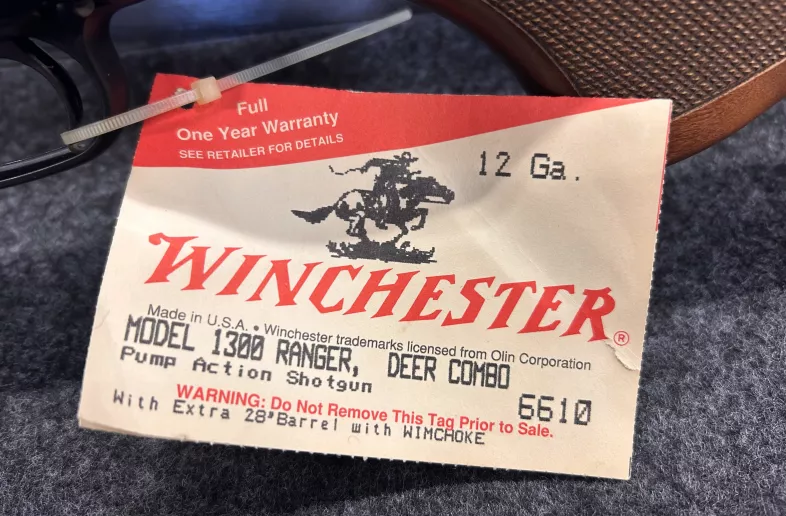 Full
One Year Warranty
SEE RETAILER FOR DETAILS
12 Ga.
WINCHESTER®
Made in U.S.A. • Winchester trademarks licensed from Olin Corporation
MODEL 1300 RANGER, DEER COMBO
Pump Action Shotgun
6610
WARNING: Do Not Remove This Tag Prior to Sale.
With Extra 28"Barrel with WIMCHOKE